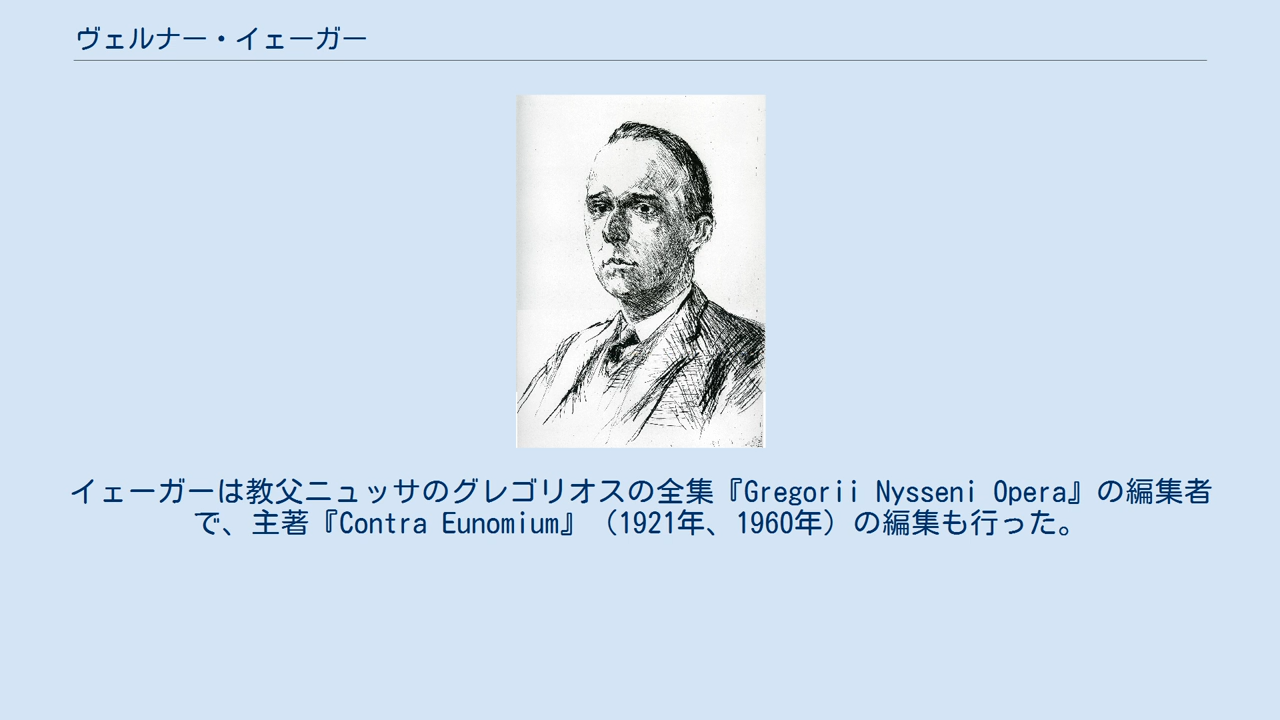 ヴェルナー・イェーガー
イェーガーは教父ニュッサのグレゴリオスの全集『Gregorii Nysseni Opera』の編集者
で、主著『Contra Eunomium』（1921年、1960年）の編集も行った。